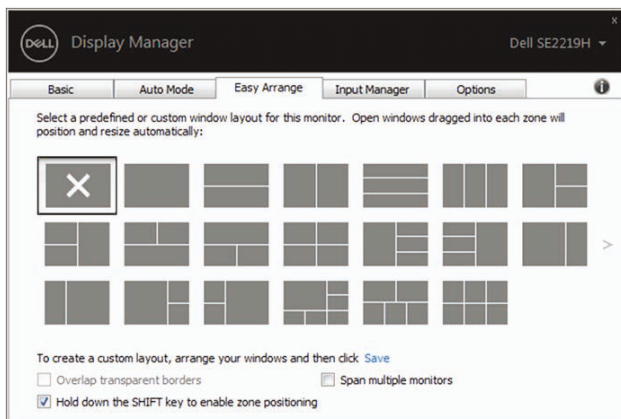 x
DELL
Display Manager
Dell SE2219H
Basic
Auto Mode
Easy Arrange
Input Manager
Options
i
Select a predefined or custom window layout for this monitor. Open windows dragged into each zone will
position and resize automatically:
>
To create a custom layout, arrange your windows and then click Save
Overlap transparent borders
Span multiple monitors
Hold down the SHIFT key to enable zone positioning